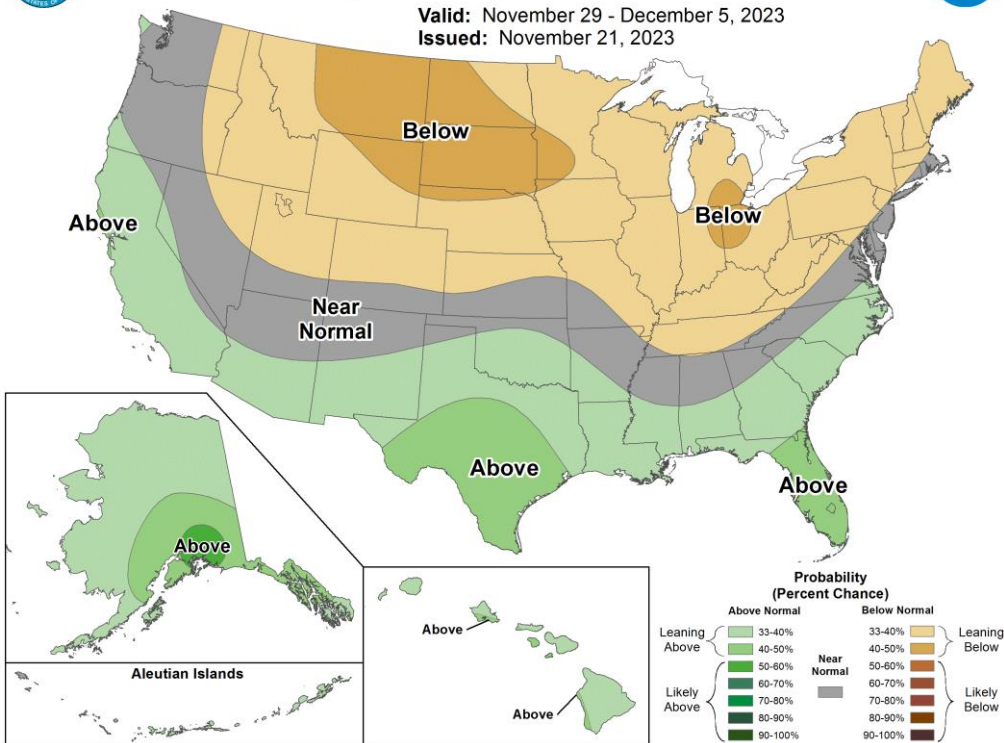 Valid: November 29 - December 5, 2023
Issued: November 21, 2023
Below
Below
Above
Near
Normal
Above
Above
Above
Aleutian Islands
Above
Above
Probability
(Percent Chance)
Above Normal
Below Normal
Leaning
Above
33-40%
40-50%
Likely
Above
50-60%
60-70%
70-80%
80-90%
90-100%
Near
Normal
33-40%
40-50%
Leaning
Below
50-60%
60-70%
70-80%
80-90%
90-100%
Likely
Below